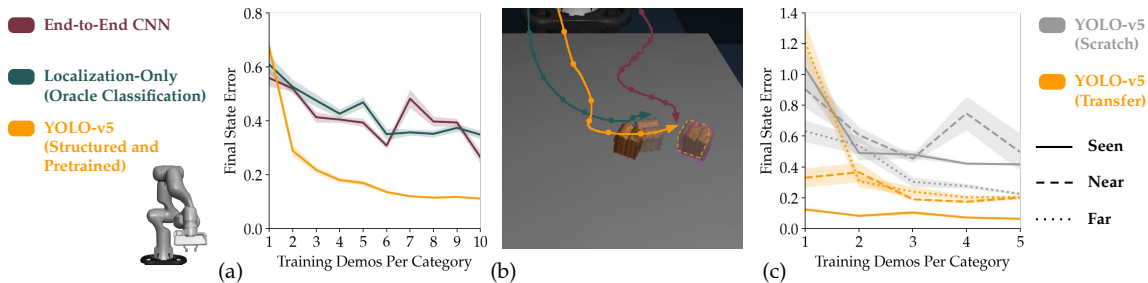 End-to-End CNN
Localization-Only
(Oracle Classification)
YOLO-v5
(Structured and
Pretrained)
Final State Error
0.8
0.6
0.4
0.2
0.0
1 2 3 4 5 6 7 8 9 10
Training Demos Per Category
(a)
(b)
Final State Error
1.4
1.2
1.0
0.8
0.6
0.4
0.2
0.0
1 2 3 4 5
Training Demos Per Category
(c)
YOLO-v5
(Scratch)
YOLO-v5
(Transfer)
Seen
Near
Far